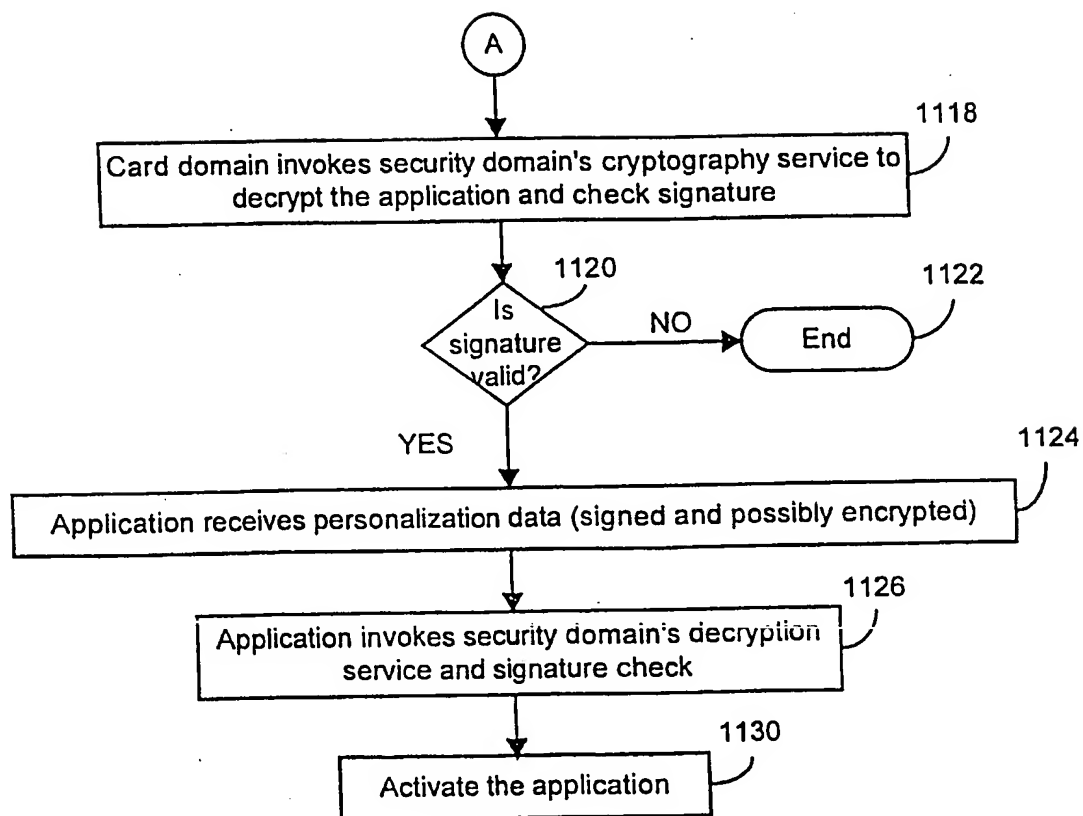 A
1118
Card domain invokes security domain's cryptography service to
decrypt the application and check signature
1120
Is
signature
valid?
NO
1122
End
YES
1124
Application receives personalization data (signed and possibly encrypted)
1126
Application invokes security domain's decryption
service and signature check
1130
Activate the application